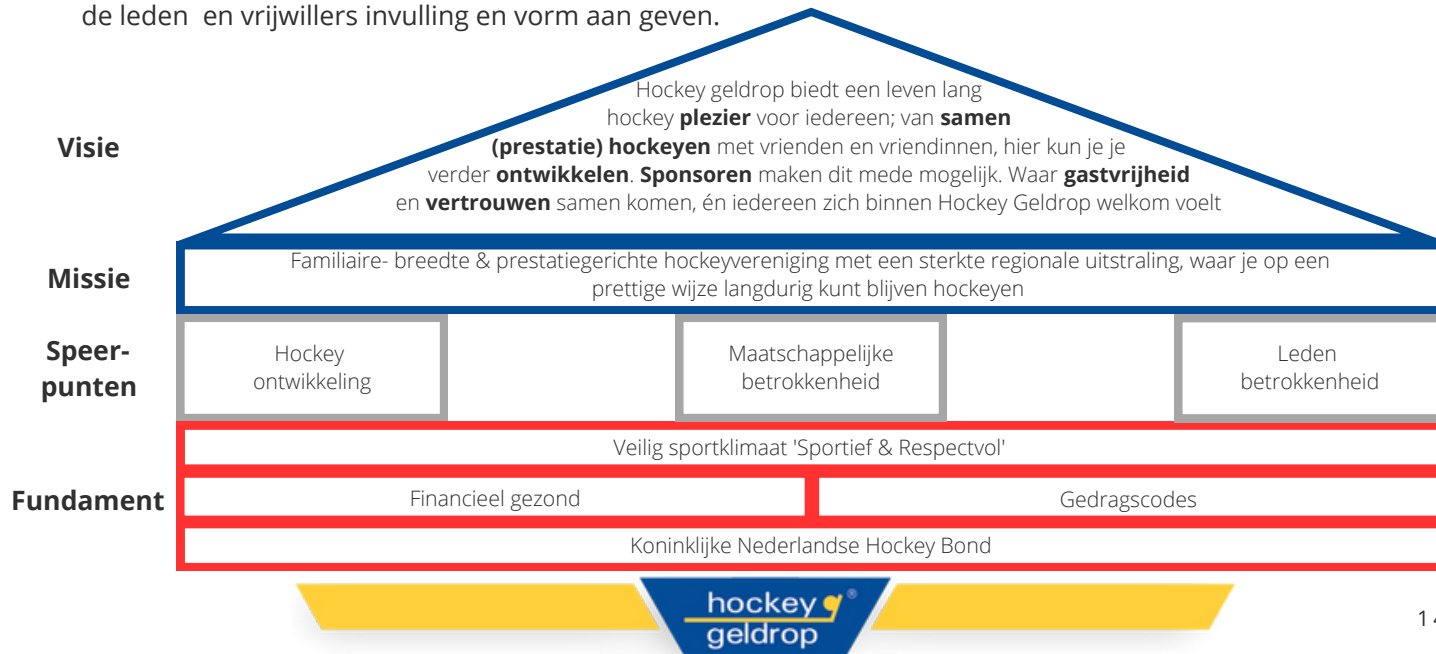 de leden en vrijwillers invulling en vorm aan geven.
Visie
Hockey geldrop biedt een leven lang
hockey plezier voor iedereen; van samen
(prestatie) hockeyen met vrienden en vriendinnen, hier kun je je
verder ontwikkelen. Sponsoren maken dit mede mogelijk. Waar gastvrijheid
en vertrouwen samen komen, én iedereen zich binnen Hockey Geldrop welkom voelt
Missie
Familiaire- breedte & prestatiegerichte hockeyvereniging met een sterkte regionale uitstraling, waar je op een
prettige wijze langdurig kunt blijven hockeyen
Speer-
punten
Hockey
ontwikkeling
Maatschappelijke
betrokkenheid
Leden
betrokkenheid
Fundament
Veilig sportklimaat 'Sportief & Respectvol'
Financieel gezond
Gedragscodes
Koninklijke Nederlandse Hockey Bond
hockey g®
geldrop